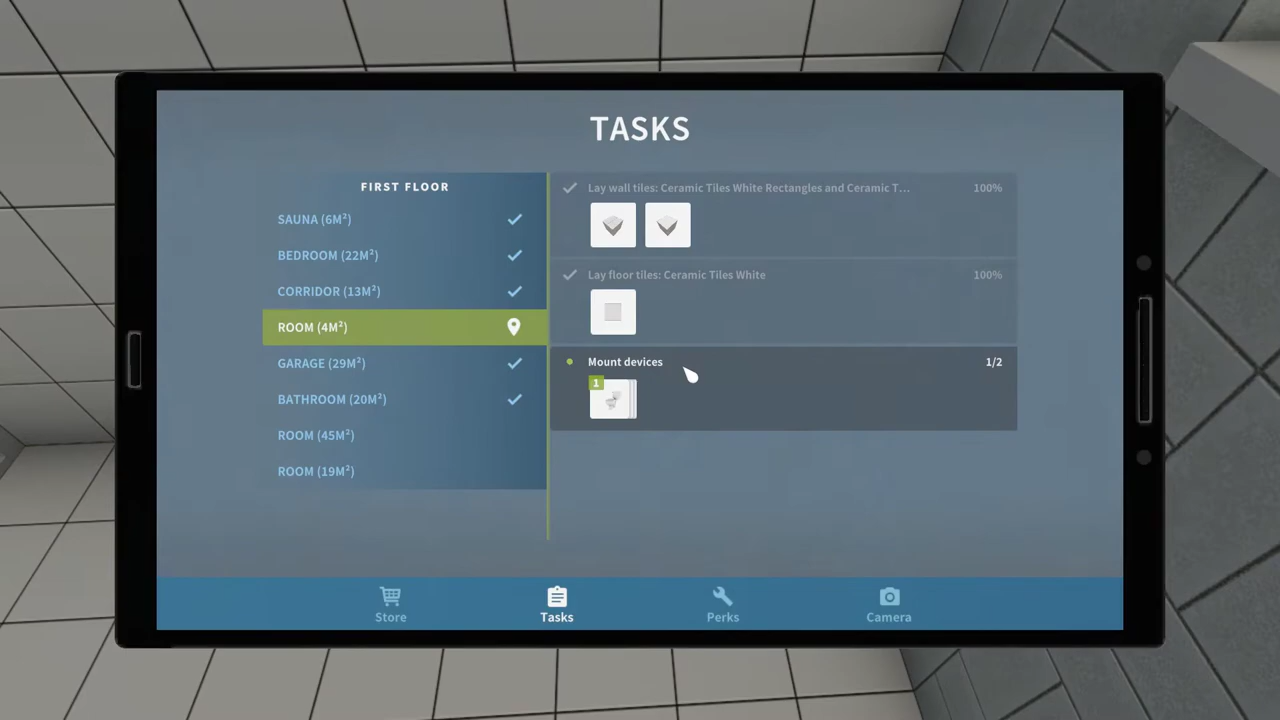 TASKS
FIRST FLOOR
SAUNA (6M²)
BEDROOM (22M²)
CORRIDOR (13M²)
ROOM (4M²)
GARAGE (29M²)
BATHROOM (20M²)
ROOM (45M²)
ROOM (19M²)
Lay wall tiles: Ceramic Tiles White Rectangles and Ceramic T... 100%
Lay floor tiles: Ceramic Tiles White 100%
Mount devices 1/2
1
Store Tasks Perks Camera